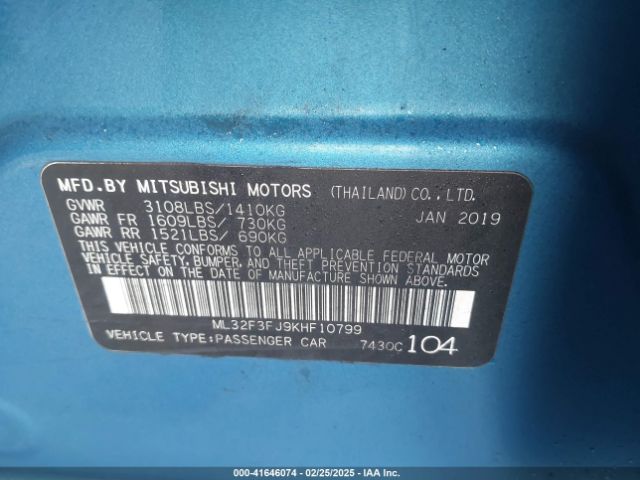 MFD.BY MITSUBISHI MOTORS (THAILAND)CO.,LTD.
GVWR 3108LBS/1410KG JAN 2019
GAWR FR 1609LBS/ 730KG
GAWR RR 1521LBS/ 690KG
THIS VEHICLE CONFORMS TO ALL APPLICABLE FEDERAL MOTOR
VEHICLE SAFETY,BUMPER,AND THEFT PREVENTION STANDARDS
IN EFFECT ON THE DATE OF MANUFACTURE SHOWN ABOVE.
ML32F3FJ9KHF10799
VEHICLE TYPE:PASSENGER CAR 7430C 104
000-41646074 - 02/25/2025 - IAA Inc.